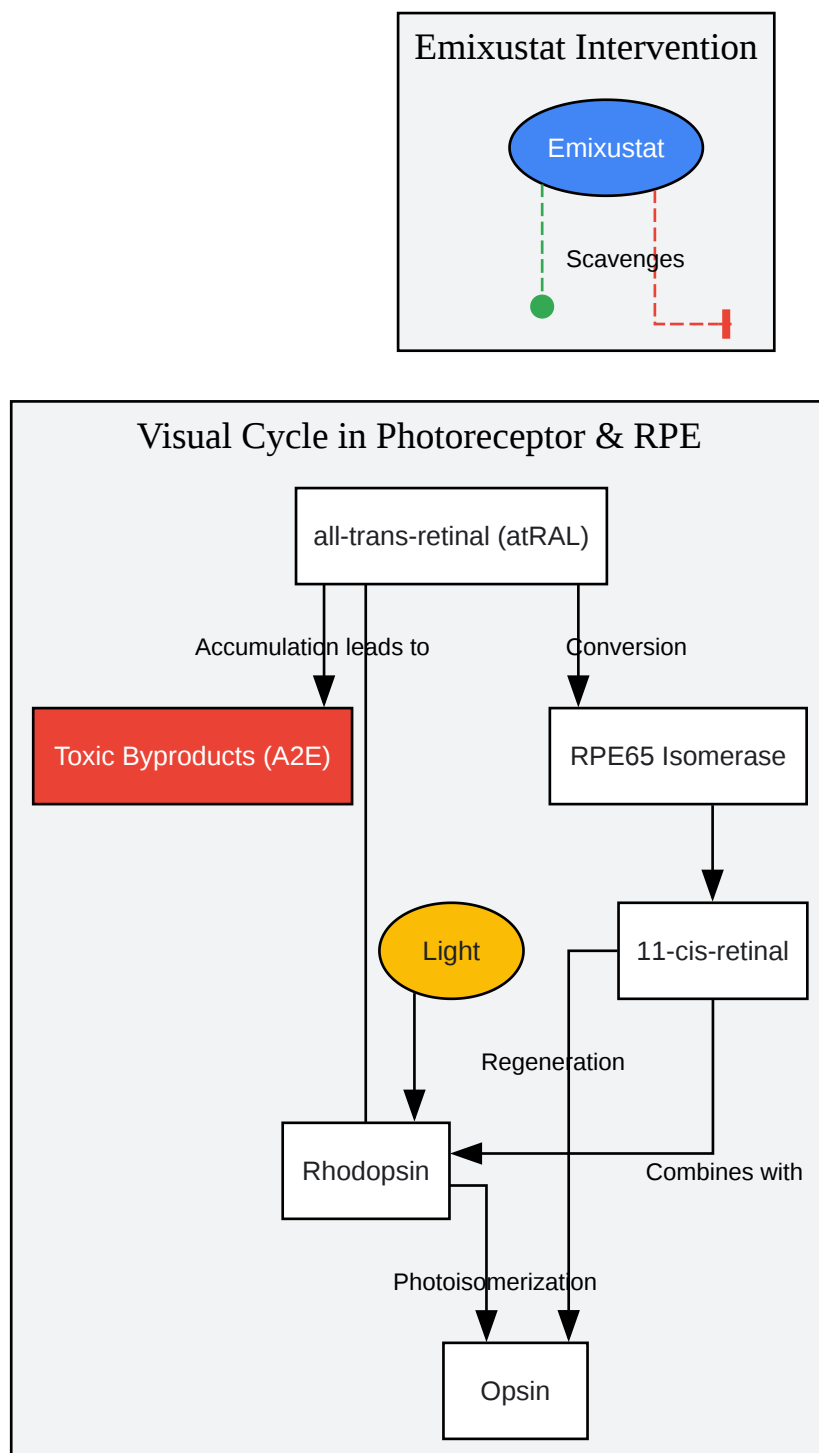 Emixustat Intervention
Emixustat
Scavenges
Visual Cycle in Photoreceptor & RPE
all-trans-retinal (atRAL)
Accumulation leads to
Conversion
Toxic Byproducts (A2E)
RPE65 Isomerase
Light
11-cis-retinal
Regeneration
Rhodopsin
Combines with
Photoisomerization
Opsin